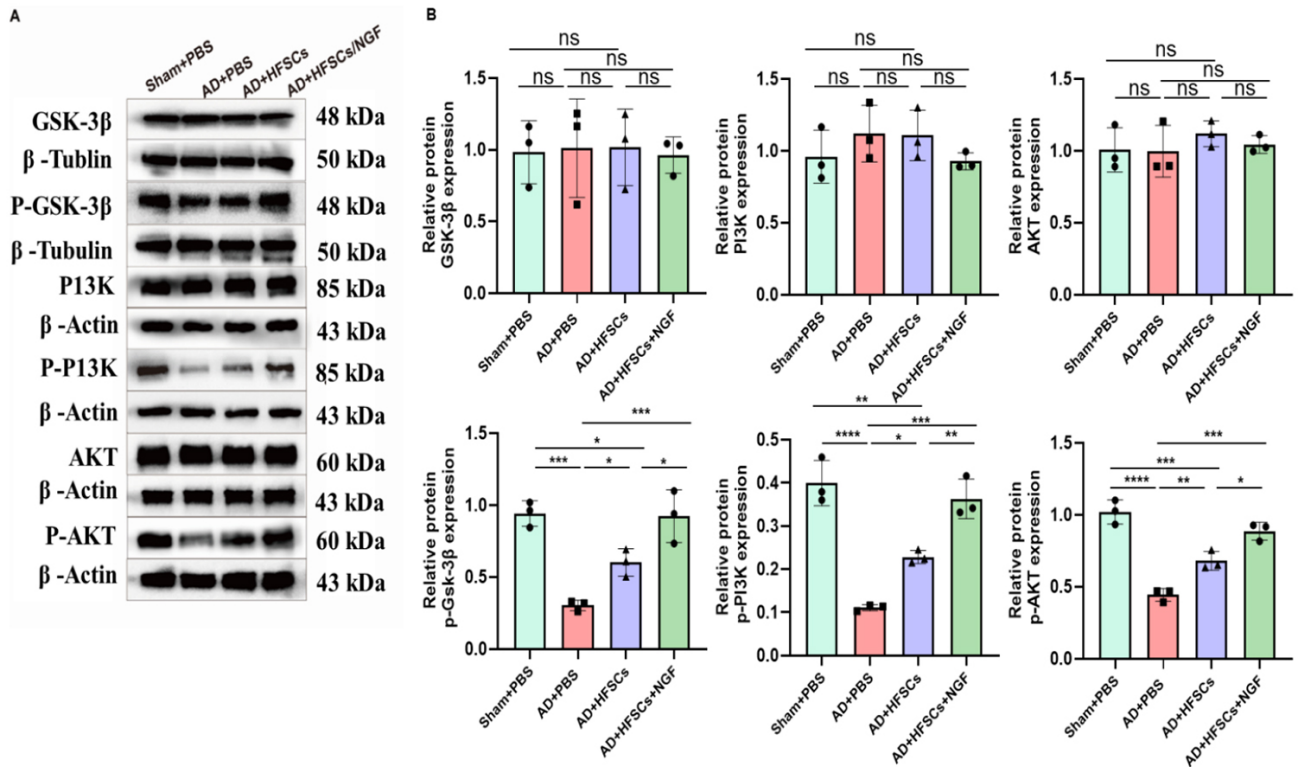 A
Sham+PBS
AD+PBS
AD+HFSCs
AD+HFSCs/NGF
GSK-3β
48 kDa
β -Tublin
50 kDa
P-GSK-3β
48 kDa
β -Tubulin
50 kDa
P13K
85 kDa
β -Actin
43 kDa
P-P13K
85 kDa
β -Actin
43 kDa
AKT
60 kDa
β -Actin
43 kDa
P-AKT
60 kDa
β -Actin
43 kDa
B
Relative protein
GSK-3β expression
1.5
1.0
0.5
0.0
ns
ns
ns ns ns
Sham+PBS
AD+PBS
AD+HFSCs
AD+HFSCs+NGF
Relative protein
PI3K expression
1.5
1.0
0.5
0.0
ns
ns
ns ns ns
Sham+PBS
AD+PBS
AD+HFSCs
AD+HFSCs+NGF
Relative protein
AKT expression
1.5
1.0
0.5
0.0
ns
ns
ns ns ns
Sham+PBS
AD+PBS
AD+HFSCs
AD+HFSCs+NGF
Relative protein
p-Gsk-3β expression
1.5
1.0
0.5
0.0
***
*
*** * *
Sham+PBS
AD+PBS
AD+HFSCs
AD+HFSCs+NGF
Relative protein
p-PI3K expression
0.5
0.4
0.3
0.2
0.1
0.0
**
***
**** * **
Sham+PBS
AD+PBS
AD+HFSCs
AD+HFSCs+NGF
Relative protein
p-AKT expression
1.5
1.0
0.5
0.0
***
***
**** ** *
Sham+PBS
AD+PBS
AD+HFSCs
AD+HFSCs+NGF